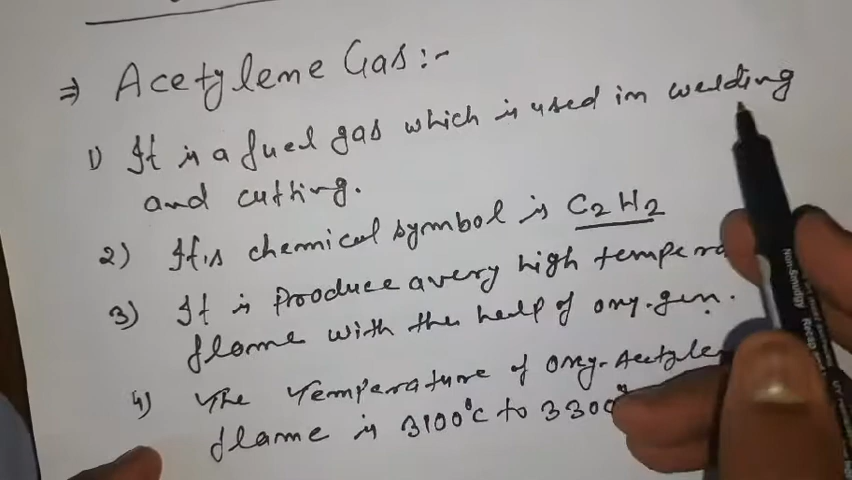 ⇒ Acetylene Gas:-
1) It is a fuel gas which is used in welding
and cutting.
2) It's chemical symbol is C2H2
3) It is Produce a very high tempera
flame with the help of oxy-gen.
4) The Temperature of oxy-Acetyle
flame is 3100°C to 3300°